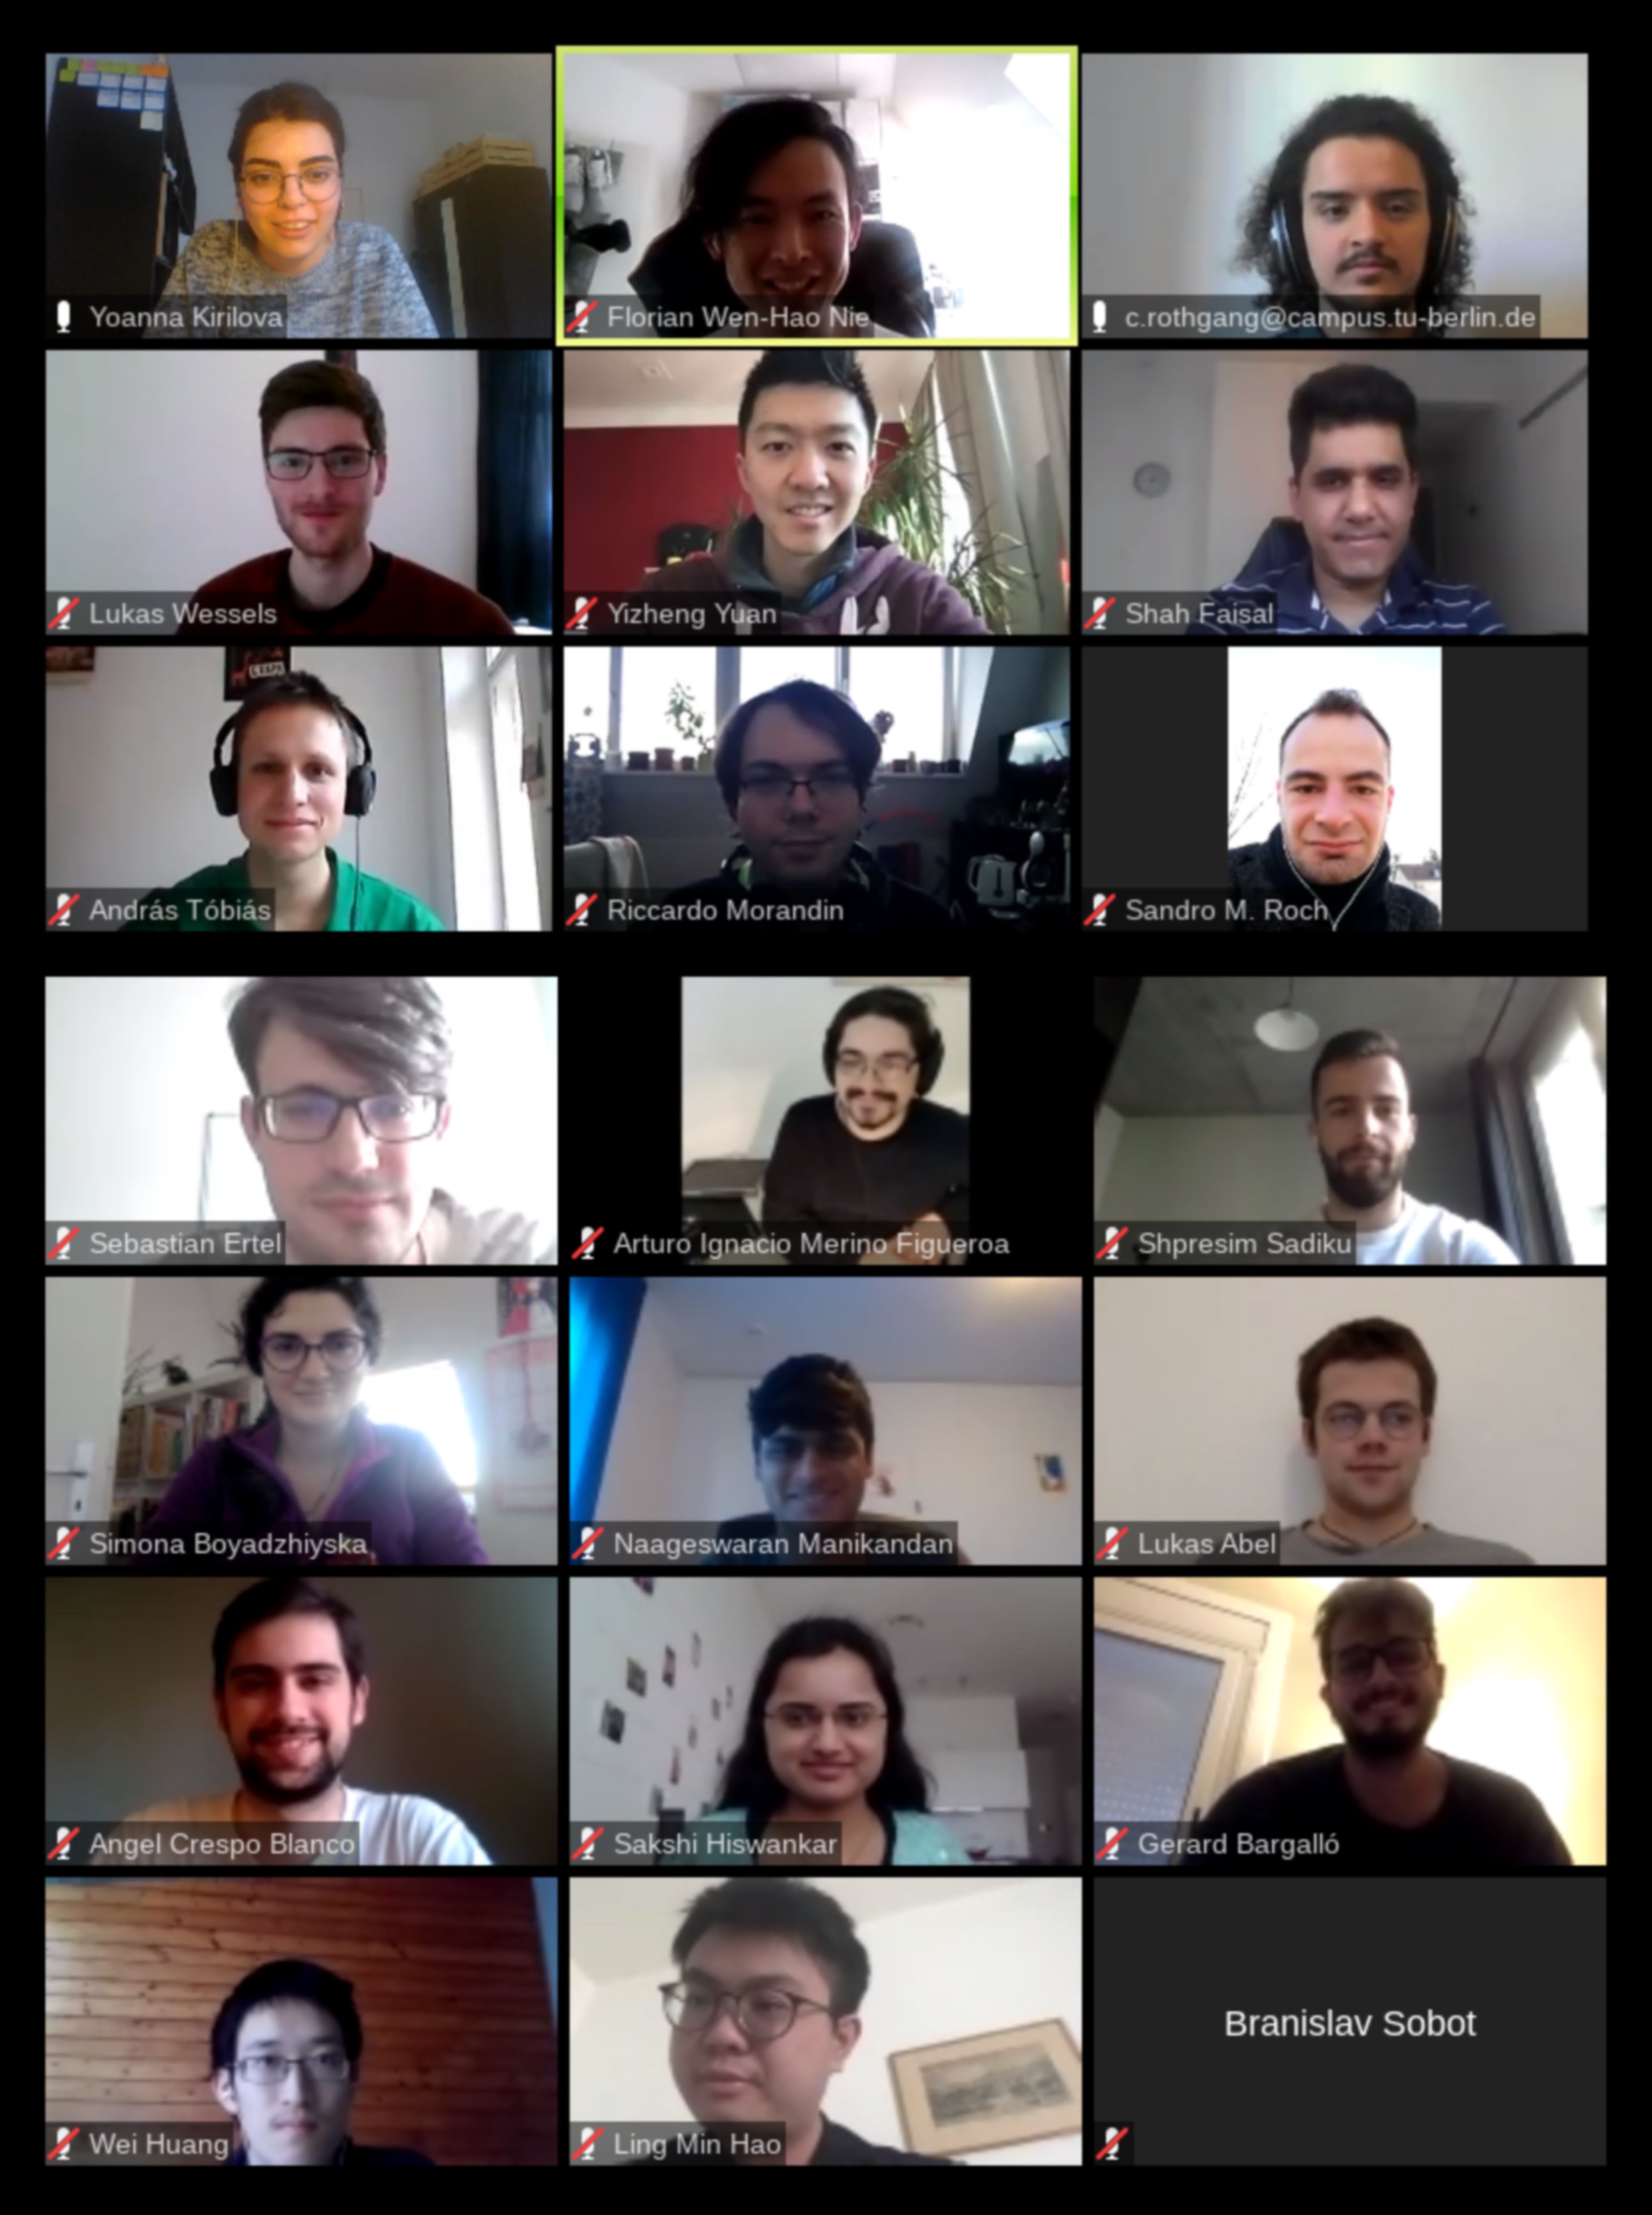 Yoanna Kirilova
Florian Wen-Hao Nie
c.rothgang@campus.tu-berlin.de
Lukas Wessels
Yizheng Yuan
Shah Faisal
András Tóbiás
Riccardo Morandin
Sandro M. Roch
Sebastian Ertel
Arturo Ignacio Merino Figueroa
Shpresim Sadiku
Simona Boyadzhiyska
Naageswaran Manikandan
Lukas Abel
Angel Crespo Blanco
Sakshi Hiswankar
Gerard Bargalló
Wei Huang
Ling Min Hao
Branislav Sobot